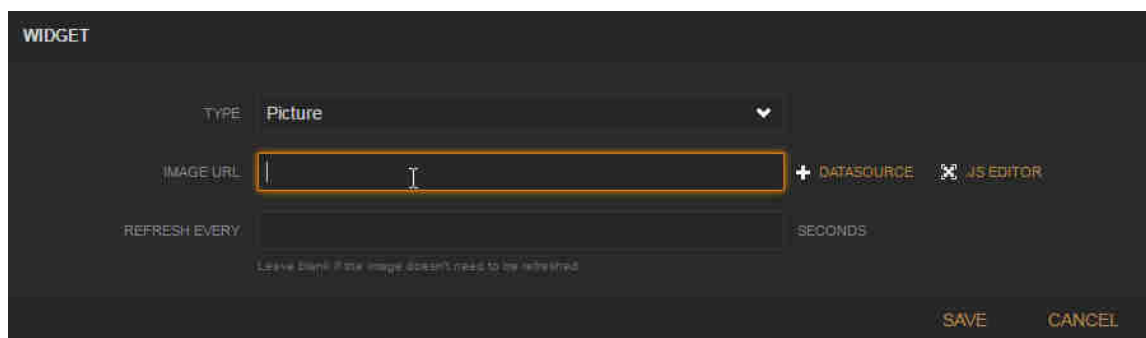 WIDGET
TYPE Picture
IMAGE URL DATASOURCE JS EDITOR
REFRESH EVERY SECONDS
Leave blank if the image doesn't need to be refreshed
SAVE CANCEL